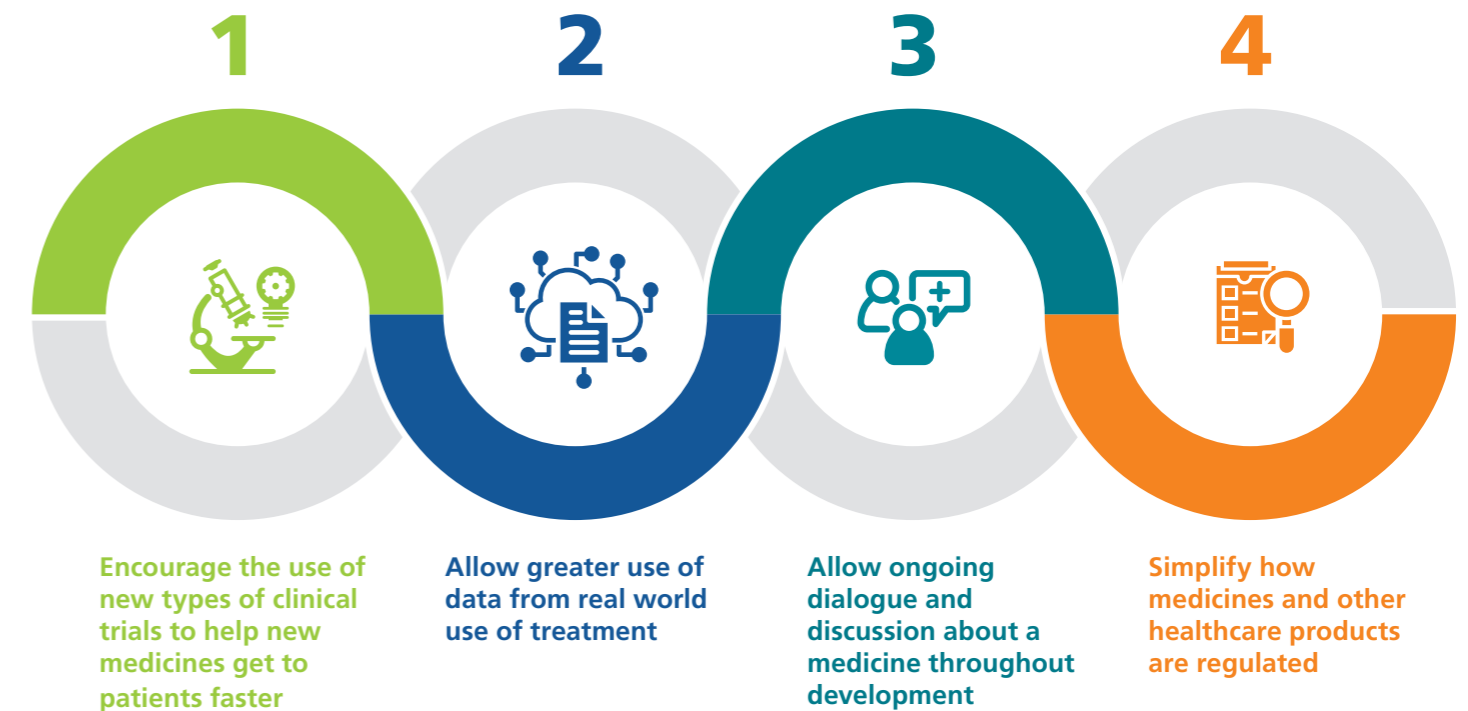 1
2
3
4
Encourage the use of
new types of clinical
trials to help new
medicines get to
patients faster
Allow greater use of
data from real world
use of treatment
Allow ongoing
dialogue and
discussion about a
medicine throughout
development
Simplify how
medicines and other
healthcare products
are regulated